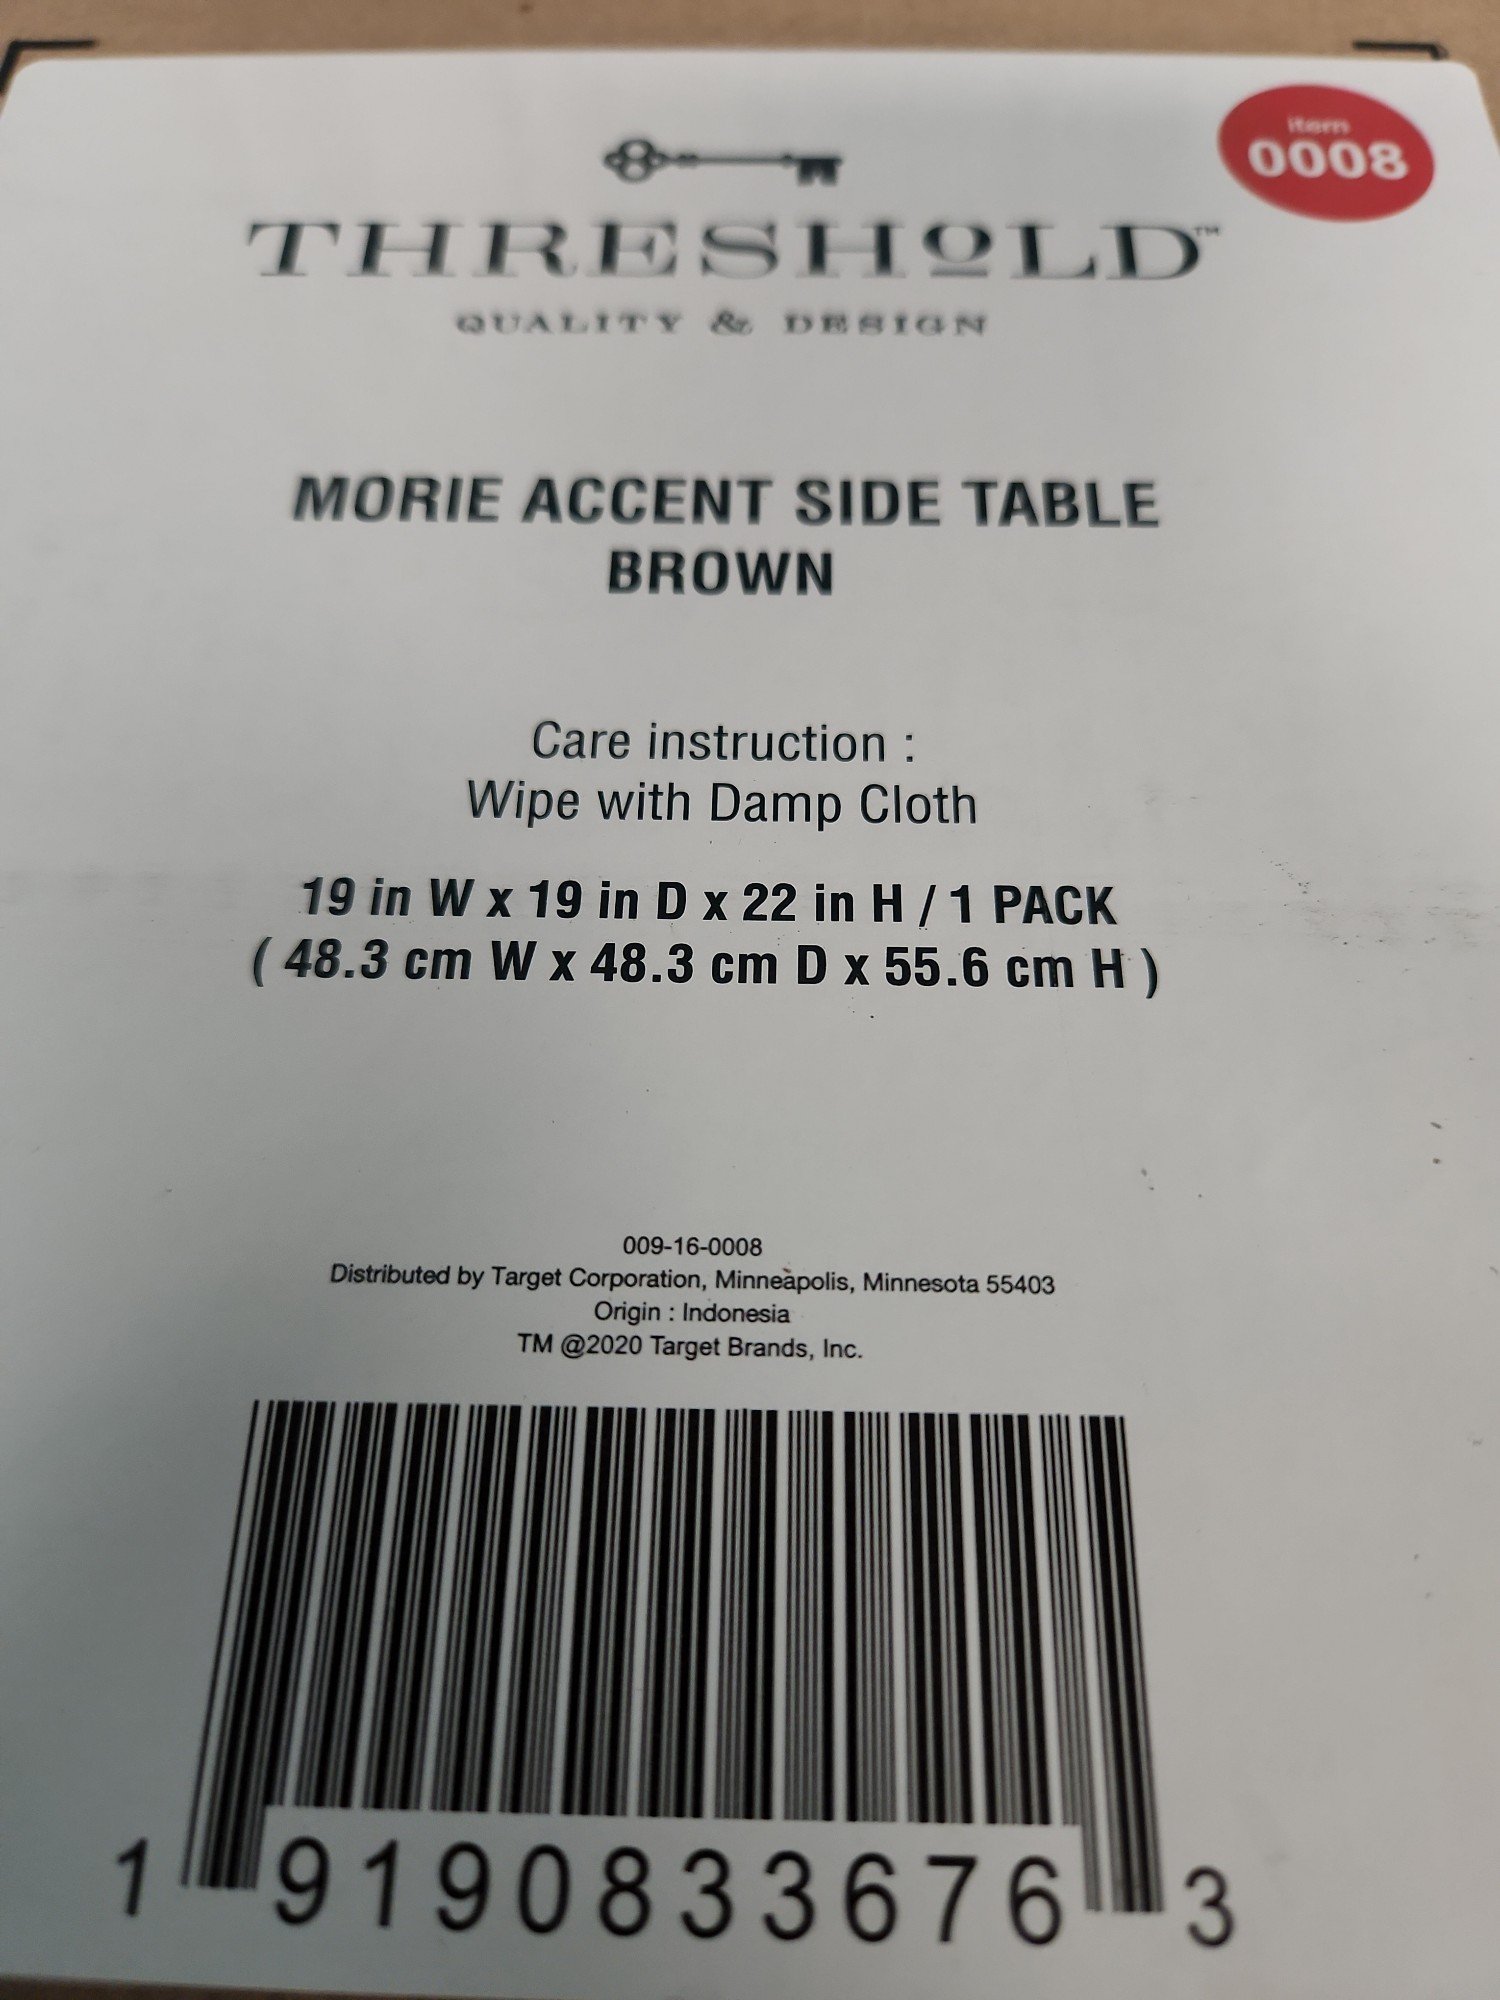 item
0008
THRESHOLD™
QUALITY & DESIGN
MORIE ACCENT SIDE TABLE
BROWN
Care instruction :
Wipe with Damp Cloth
19 in W x 19 in D x 22 in H / 1 PACK
( 48.3 cm W x 48.3 cm D x 55.6 cm H )
009-16-0008
Distributed by Target Corporation, Minneapolis, Minnesota 55403
Origin : Indonesia
TM @2020 Target Brands, Inc.
1 9190833676 3